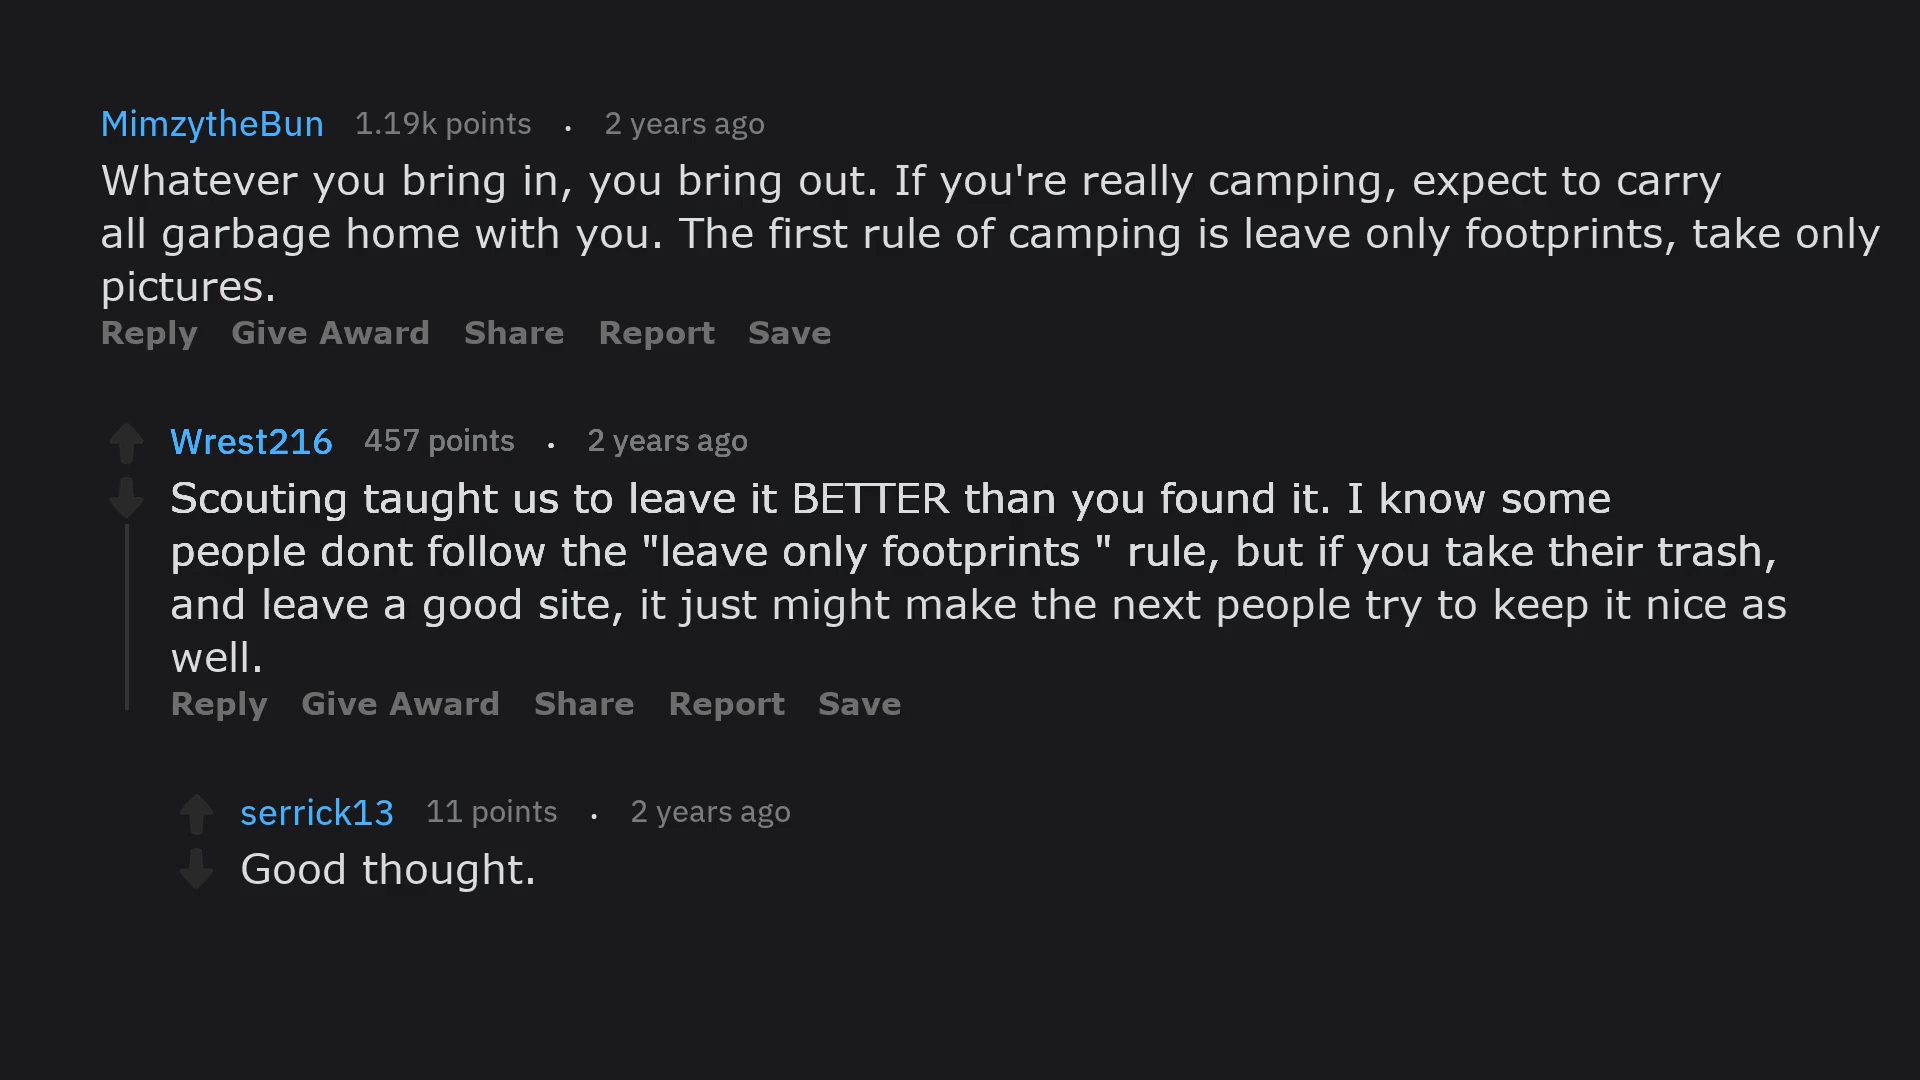 MimzytheBun 1.19k points . 2 years ago
Whatever you bring in, you bring out. If you're really camping, expect to carry
all garbage home with you. The first rule of camping is leave only footprints, take only
pictures.
Reply Give Award Share Report Save
Wrest216 457 points . 2 years ago
Scouting taught us to leave it BETTER than you found it. I know some
people dont follow the "leave only footprints " rule, but if you take their trash,
and leave a good site, it just might make the next people try to keep it nice as
well.
Reply Give Award Share Report Save
serrick13 11 points . 2 years ago
Good thought.